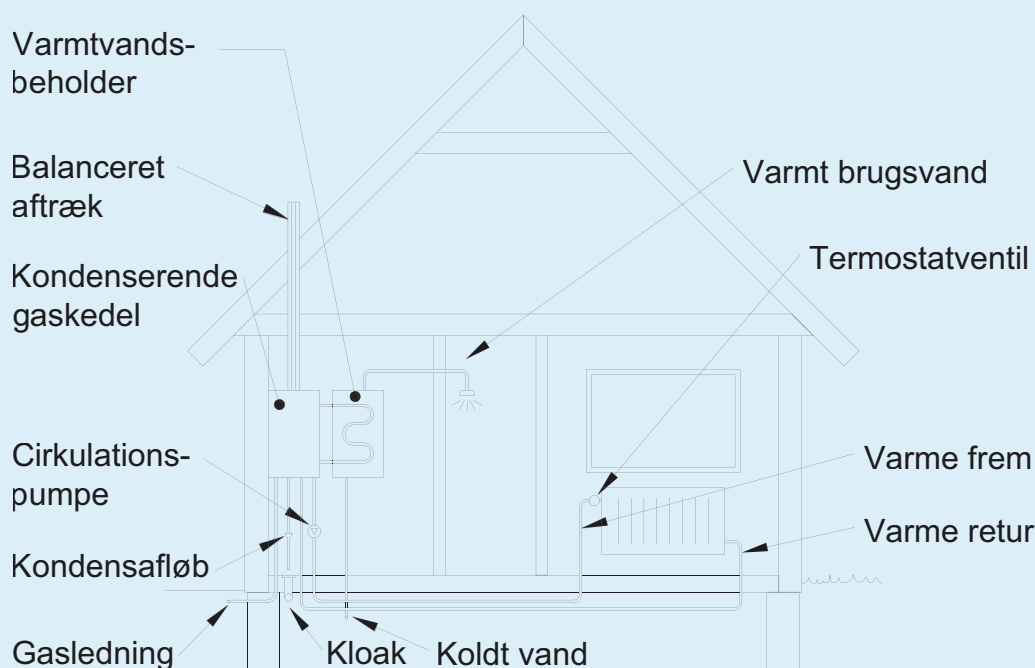 Varmtvands-
beholder
Balanceret
aftræk
Kondenserende
gaskedel
Cirkulations-
pumpe
Kondensafløb
Gasledning
Kloak
Koldt vand
Varmt brugsvand
Termostatventil
Varme frem
Varme retur